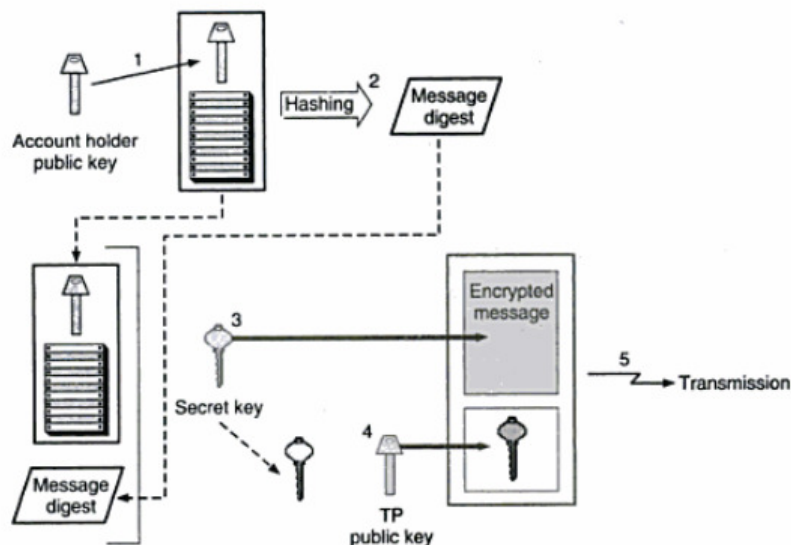 1
Account holder
public key
Hashing
2
Message
digest
Message
digest
3
Secret key
4
TP
public key
Encrypted
message
5
Transmission